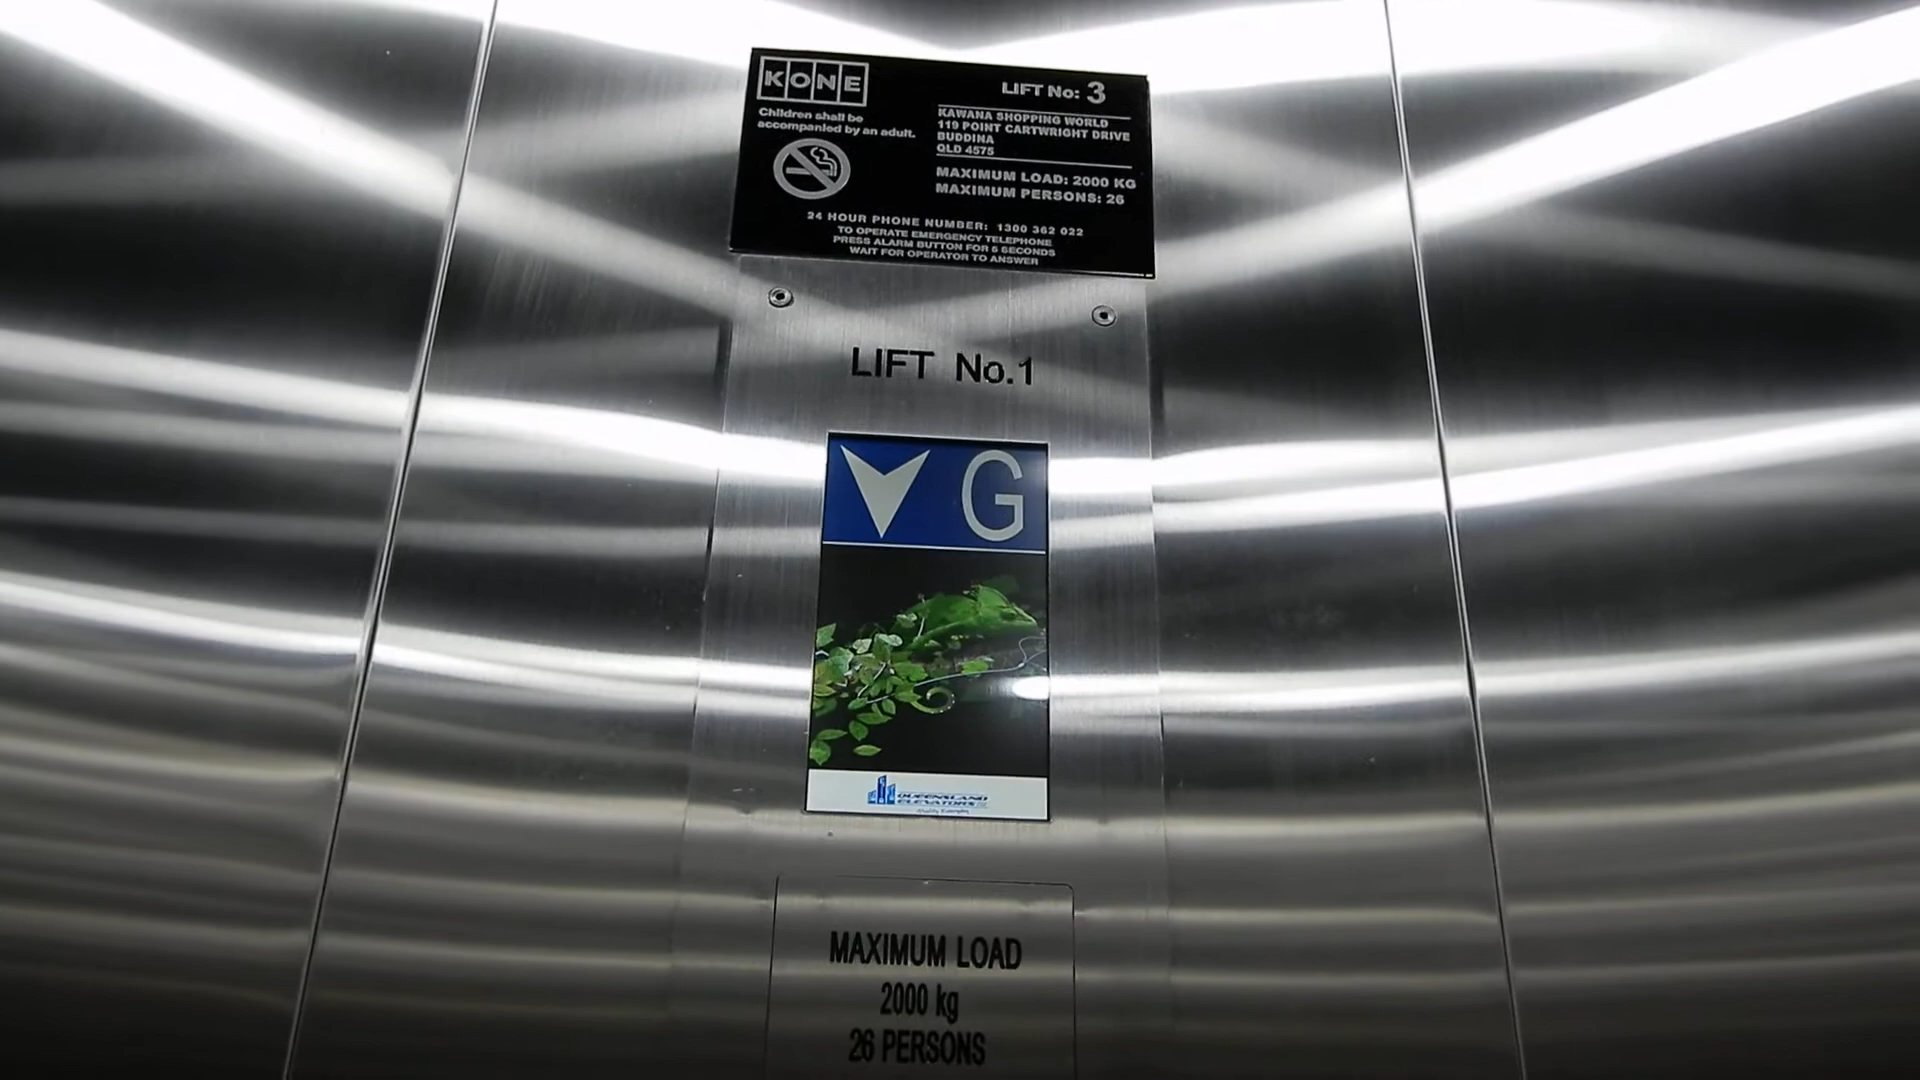 KONE
Children shall be
accompanied by an adult.
LIFT No: 3
KAWANA SHOPPING WORLD
119 POINT CARTWRIGHT DRIVE
BUDDINA
QLD 4575
MAXIMUM LOAD: 2000 KG
MAXIMUM PERSONS: 26
24 HOUR PHONE NUMBER: 1300 362 022
TO OPERATE EMERGENCY TELEPHONE
PRESS ALARM BUTTON FOR 5 SECONDS
WAIT FOR OPERATOR TO ANSWER
LIFT No.1
G
QUEENSLAND
ELEVATORS
MAXIMUM LOAD
2000 kg
26 PERSONS